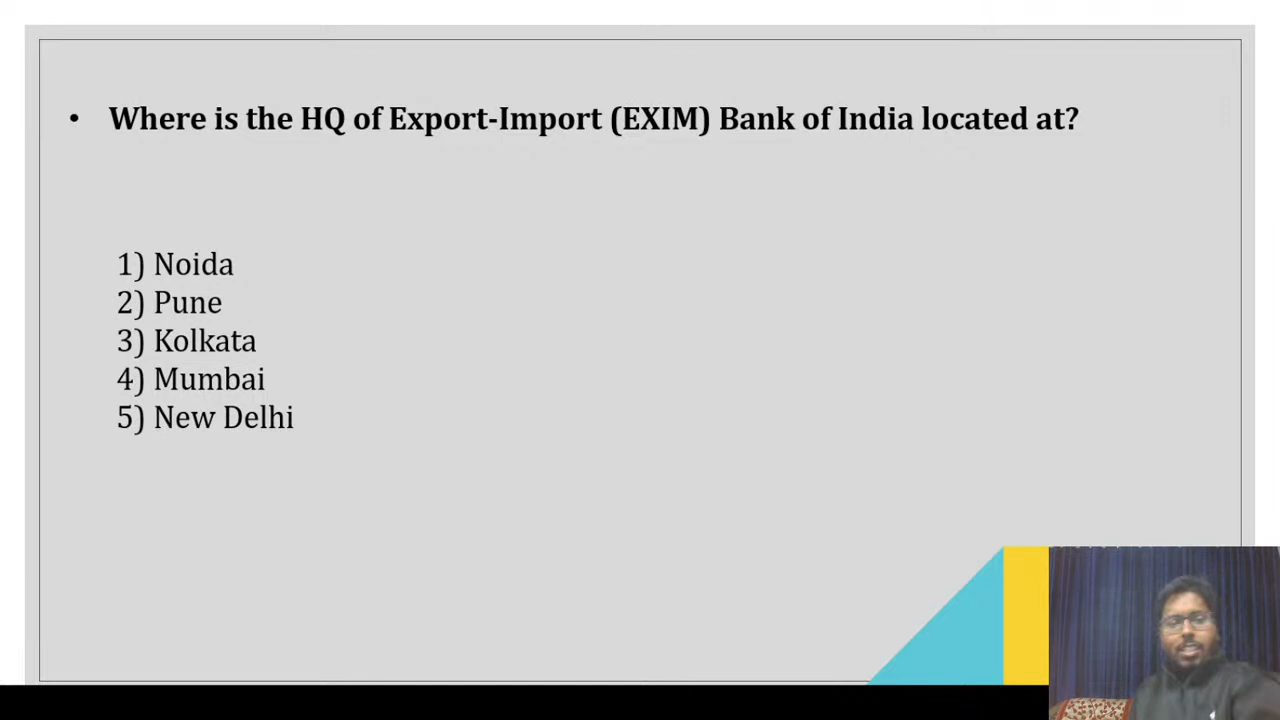 • Where is the HQ of Export-Import (EXIM) Bank of India located at?
1) Noida
2) Pune
3) Kolkata
4) Mumbai
5) New Delhi